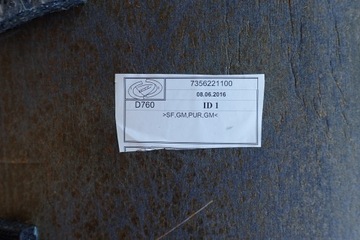 7356221100
08.06.2016
D760 ID 1
>SF,GM,PUR,GM<